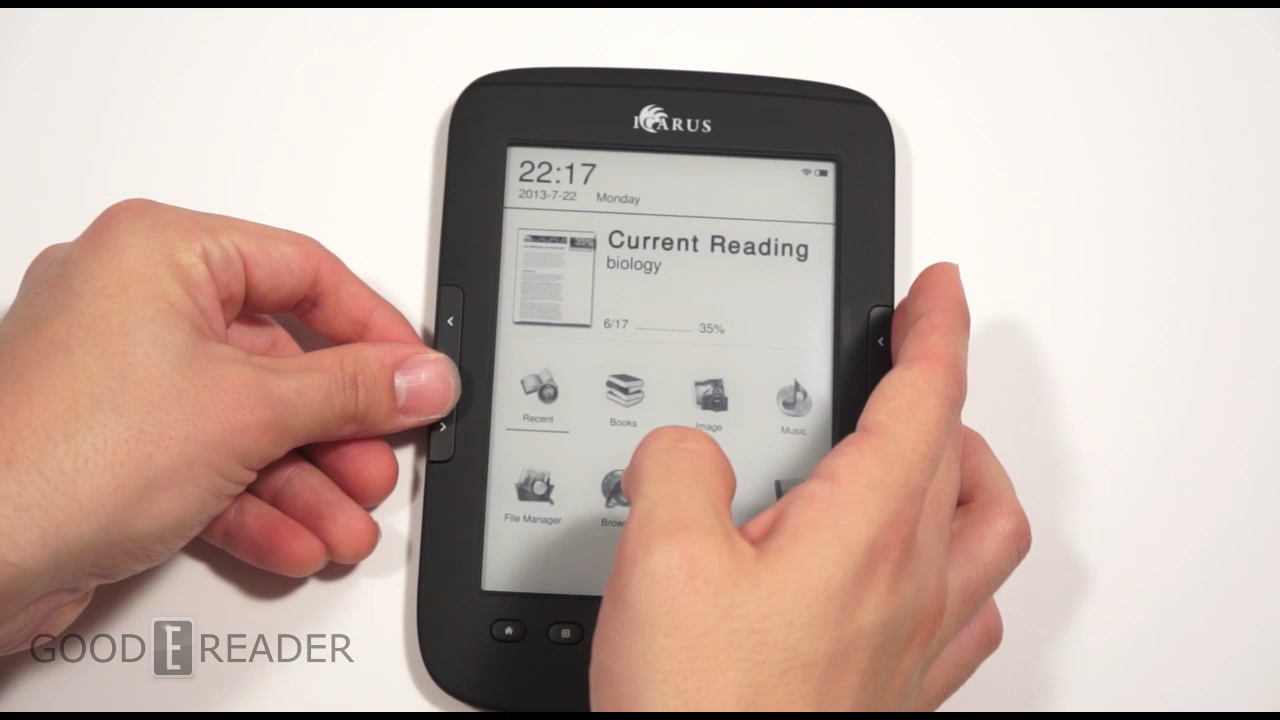 ICARUS
22:17
2013-7-22 Monday
35%
Current Reading
biology
6/17 35%
Recent Books Image Music
File Manager
GOOD E READER